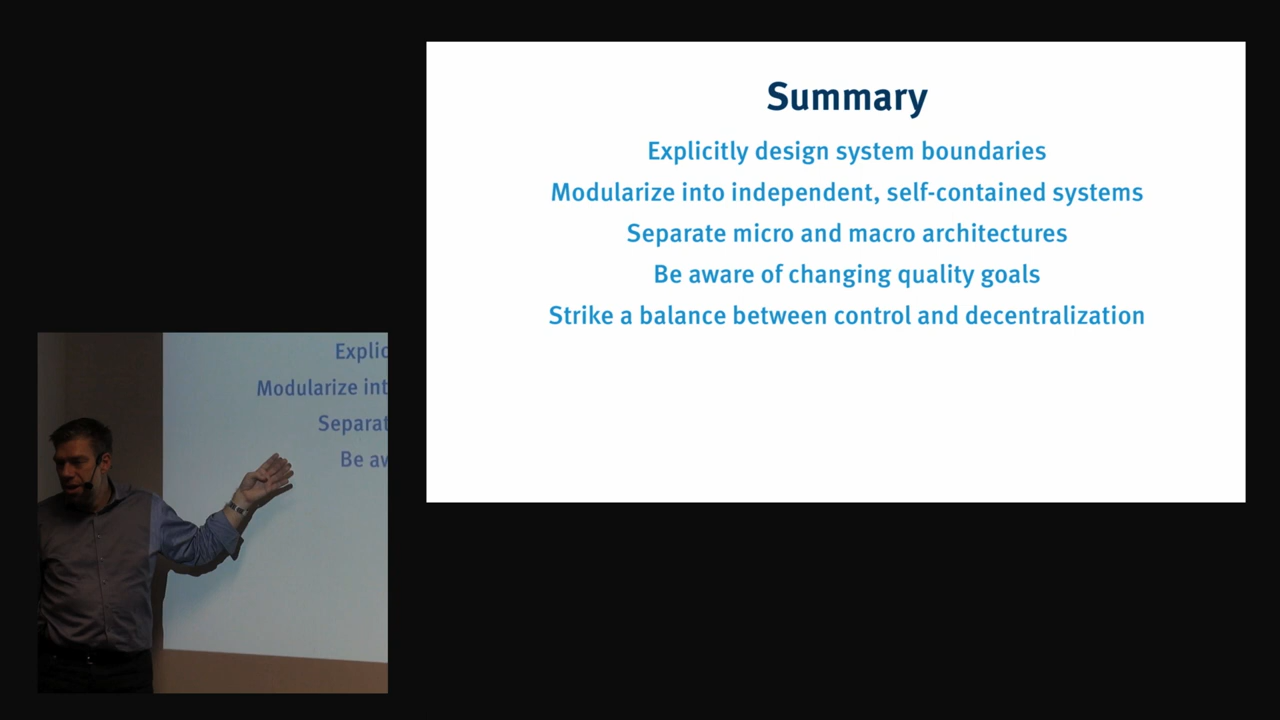 Summary
Explicitly design system boundaries
Modularize into independent, self-contained systems
Separate micro and macro architectures
Be aware of changing quality goals
Strike a balance between control and decentralization
Explic
Modularize int
Separat
Be aw